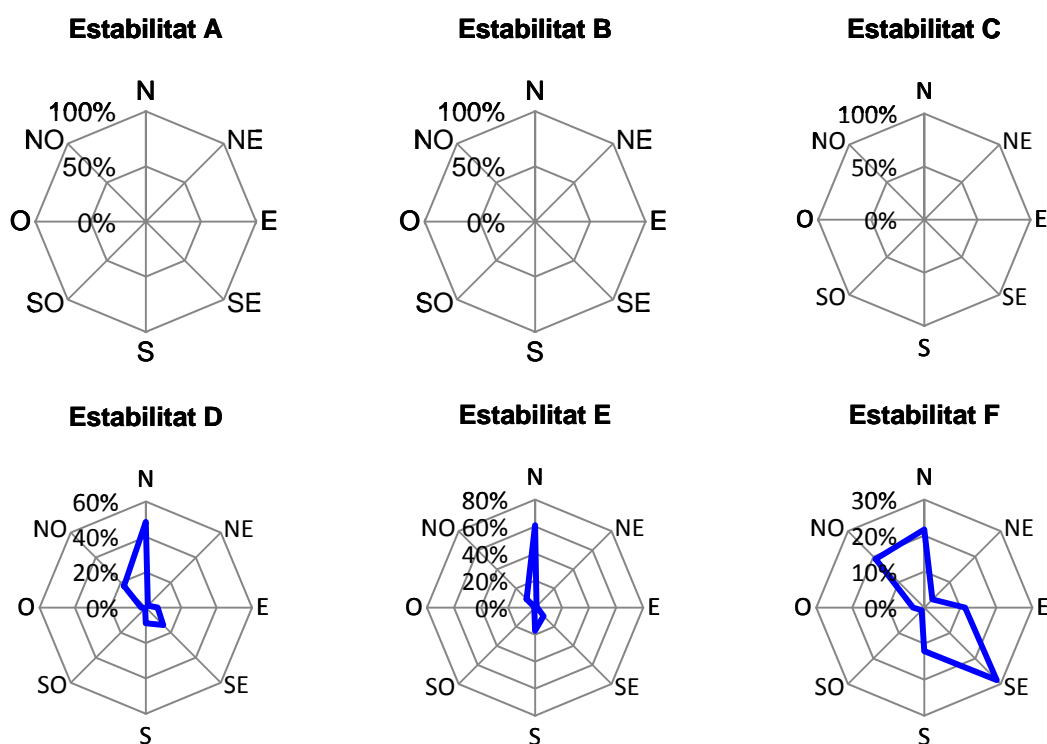 Estabilitat A
N
100%
NO
NE
50%
O
0%
E
SO
SE
S
Estabilitat B
N
100%
NO
NE
50%
O
0%
E
SO
SE
S
Estabilitat C
N
100%
NO
NE
50%
O
0%
E
SO
SE
S
Estabilitat D
N
60%
NO
NE
40%
20%
O
0%
E
SO
SE
S
Estabilitat E
N
80%
NO
60%
NE
40%
20%
O
0%
E
SO
SE
S
Estabilitat F
N
30%
NO
NE
20%
10%
O
0%
E
SO
SE
S